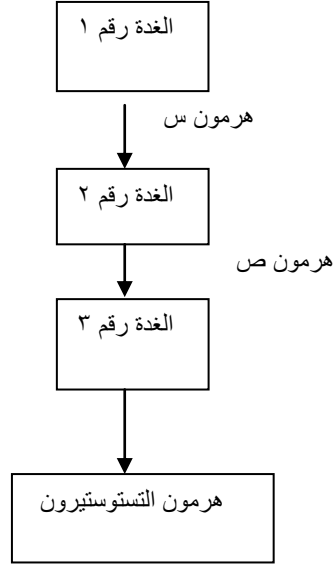 الغدة رقم ١
هرمون س
الغدة رقم ٢
هرمون ص
الغدة رقم ٣
هرمون التستوستيرون